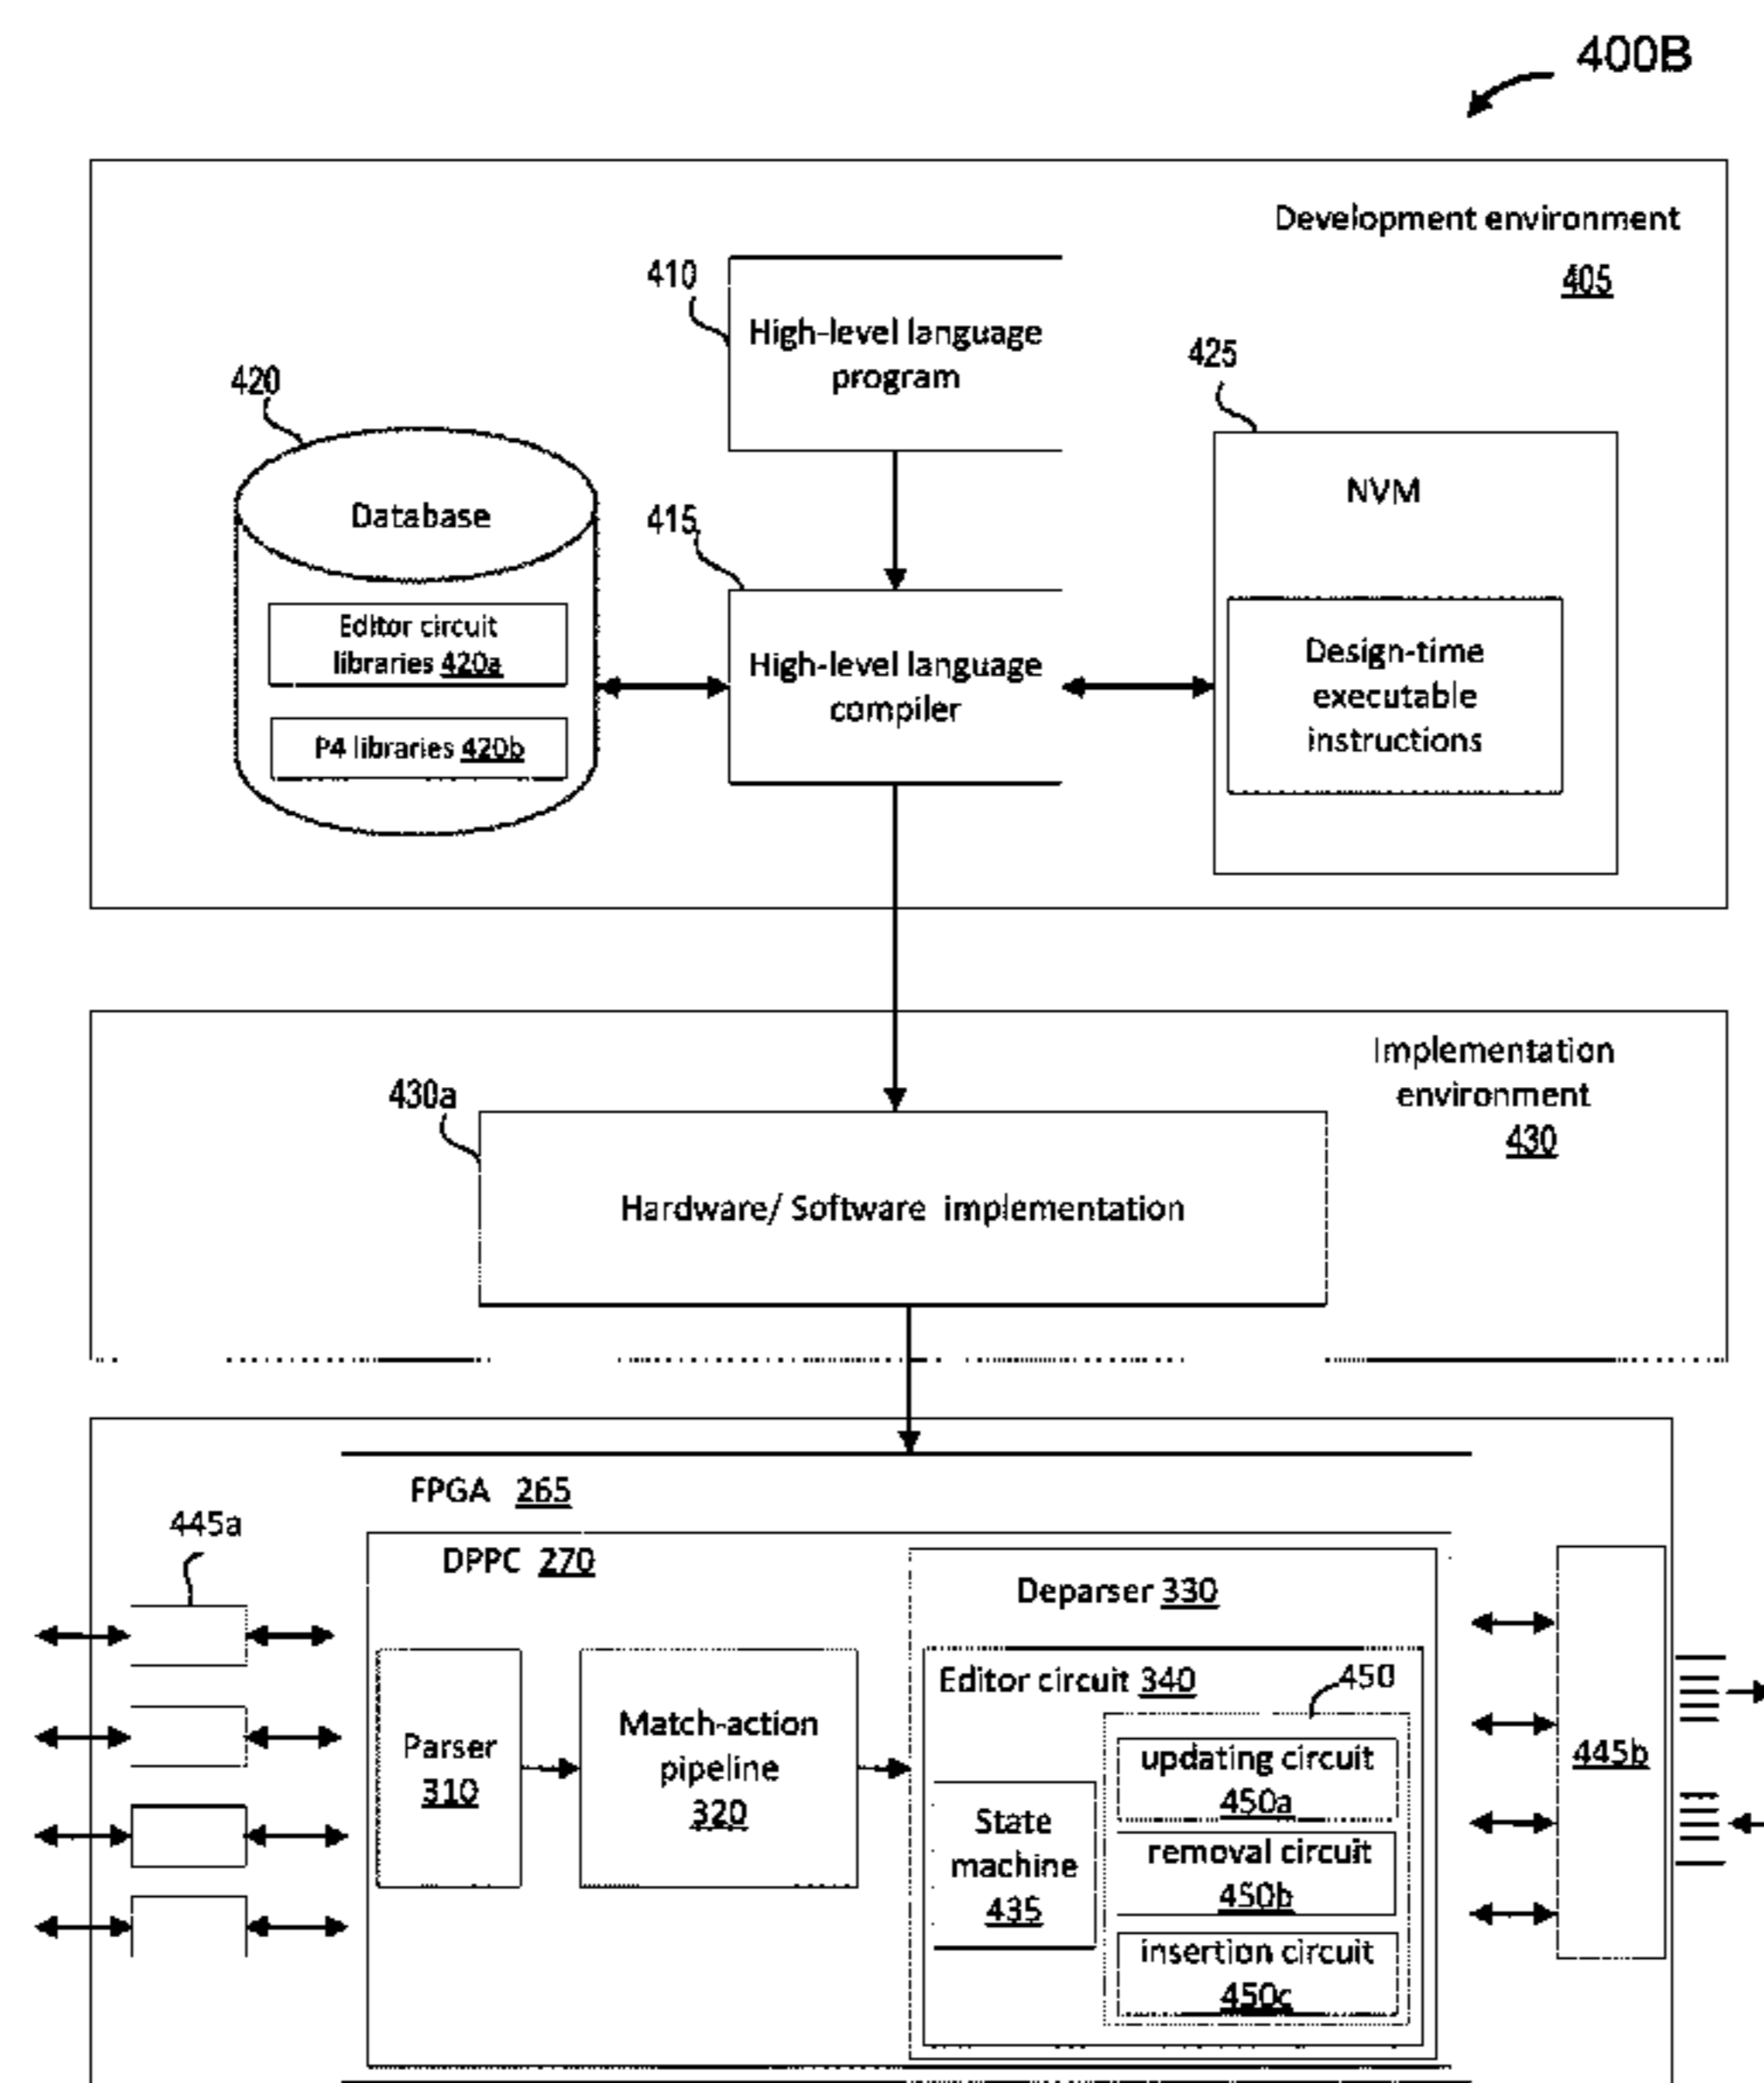 400B
Development environment
405
410
High-level language
program
425
420
NVM
Database
415
Editor circuit
libraries 420a
Design-time
executable
instructions
High-level language
compiler
P4 libraries 420b
Implementation
environment
430
430a
Hardware/ Software implementation
FPGA 265
445a
DPPC 270
Deparser 330
Editor circuit 340
450
Parser
310
Match-action
pipeline
320
updating circuit
450a
445b
State
machine
435
removal circuit
450b
insertion circuit
450c